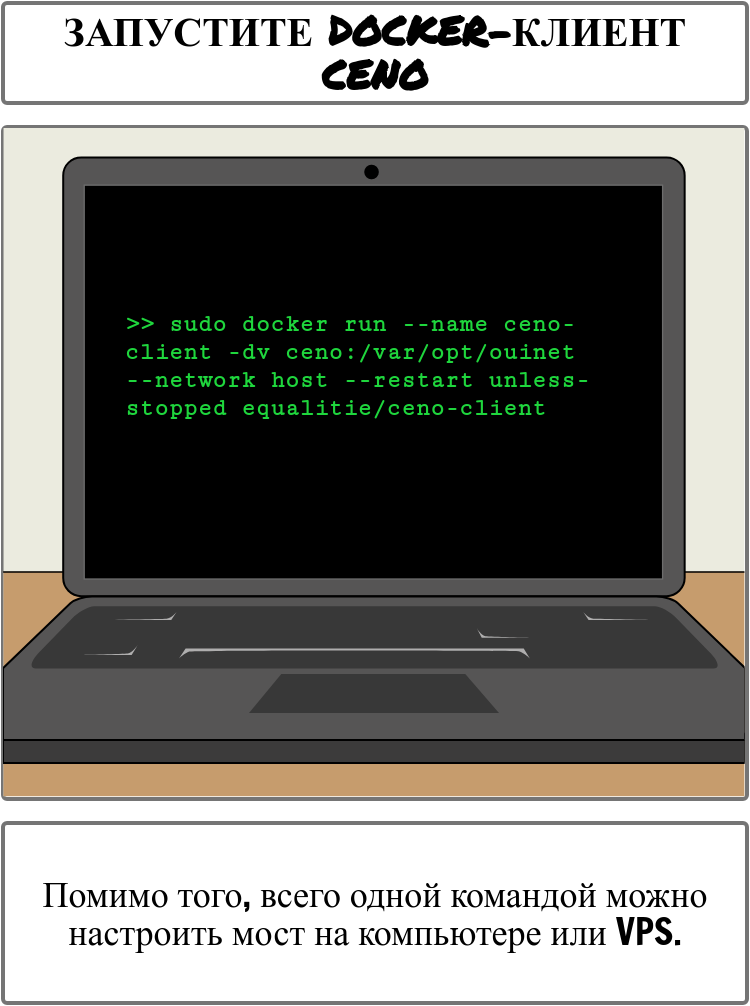 ЗАПУСТИТЕ DOCKER-КЛИЕНТ
CENO
>> sudo docker run --name ceno-
client -dv ceno:/var/opt/ouinet
--network host --restart unless-
stopped equalitie/ceno-client
Помимо того, всего одной командой можно
настроить мост на компьютере или VPS.